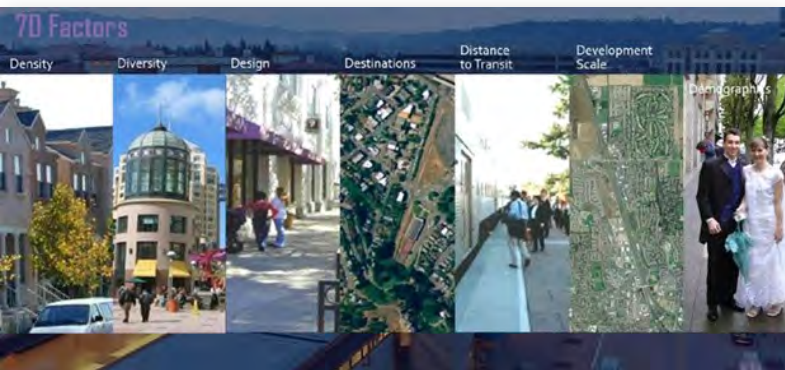 7D Factors
Density
Diversity
Design
Destinations
Distance
to Transit
Development
Scale
Demographics